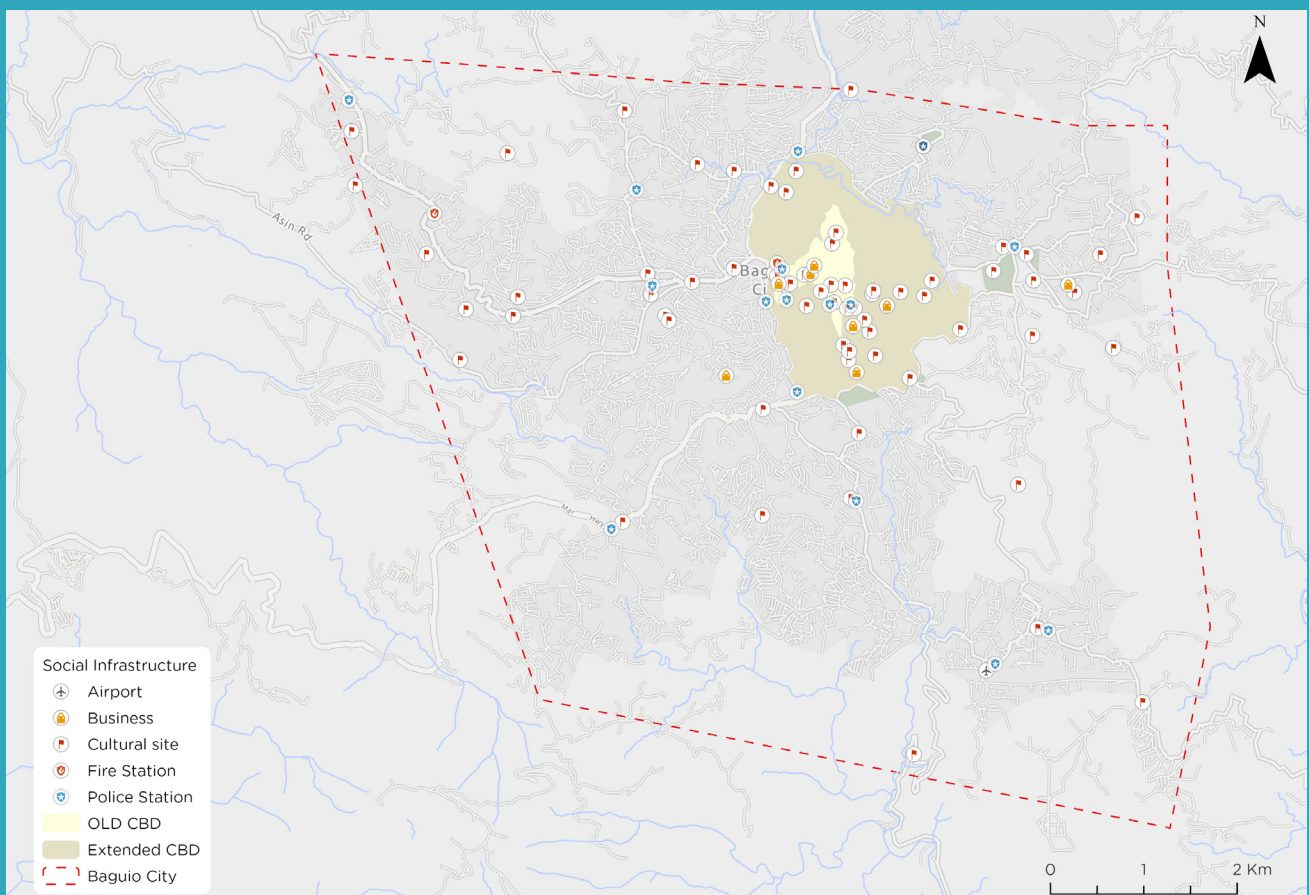 N
Asin Rd
Bag
Ci
Mar
Hwy
Social Infrastructure
Airport
Business
Cultural site
Fire Station
Police Station
OLD CBD
Extended CBD
Baguio City
0 1 2 Km